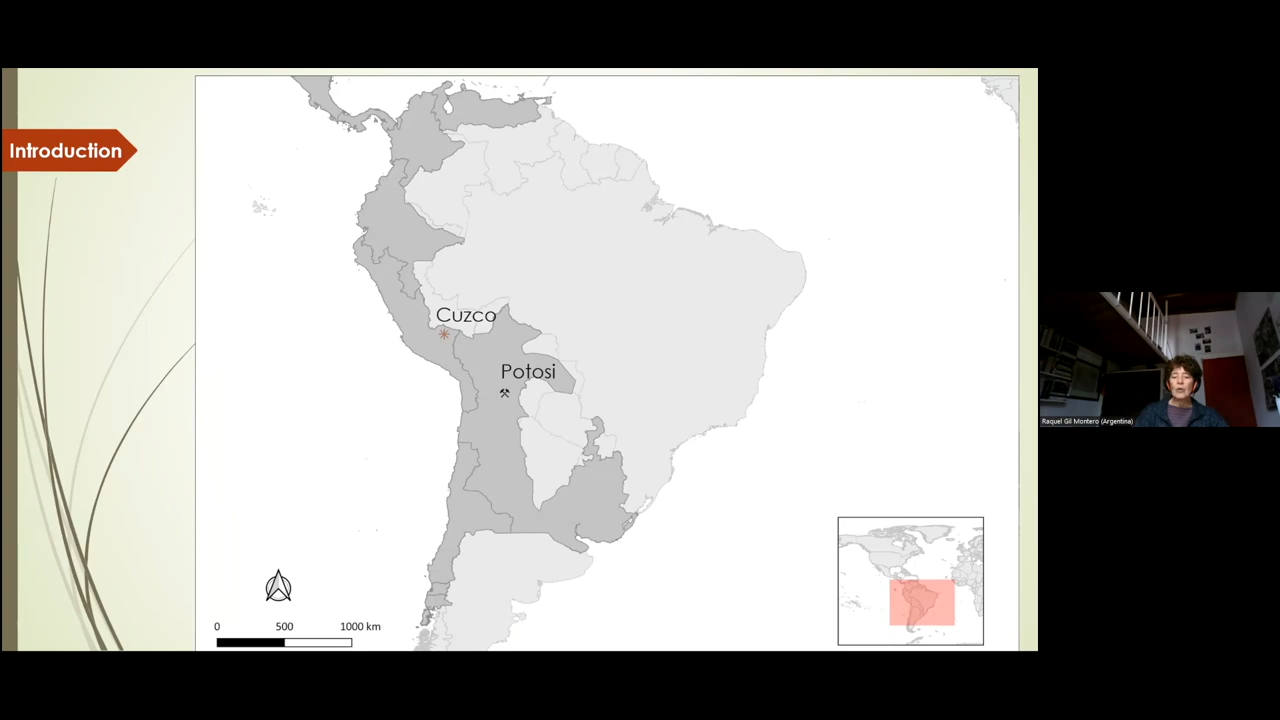 Introduction
Cuzco
Potosi
0 500 1000 km
Raquel Gil Montero (Argentina)